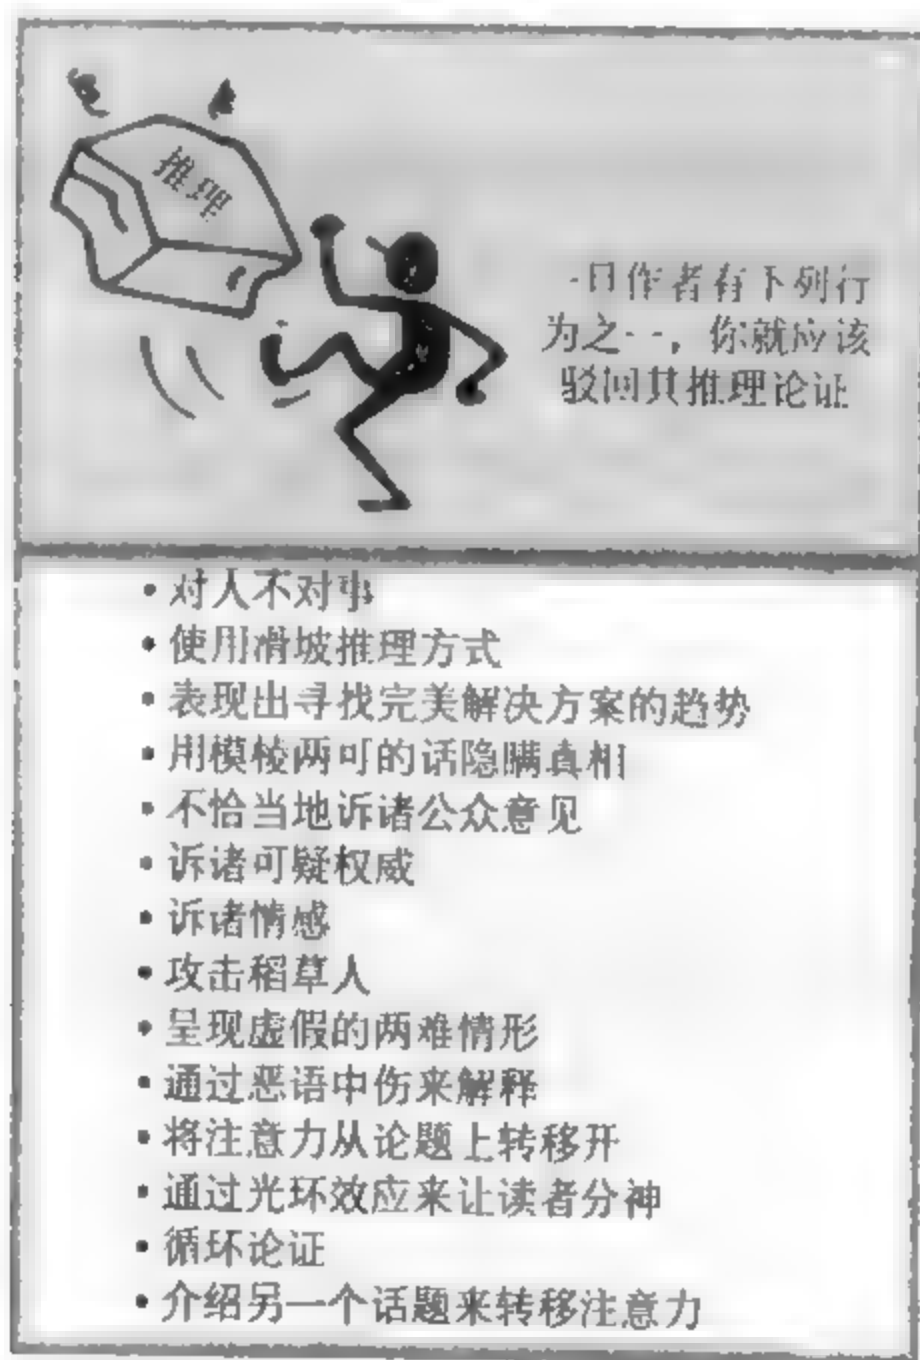 推理
一旦作者有下列行
为之一，你就应该
驳回其推理论证
• 对人不对事
• 使用滑坡推理方式
• 表现出寻找完美解决方案的趋势
• 用模棱两可的话隐瞒真相
• 不恰当地诉诸公众意见
• 诉诸可疑权威
• 诉诸情感
• 攻击稻草人
• 呈现虚假的两难情形
• 通过恶语中伤来解释
• 将注意力从论题上转移开
• 通过光环效应来让读者分神
• 循环论证
• 介绍另一个话题来转移注意力